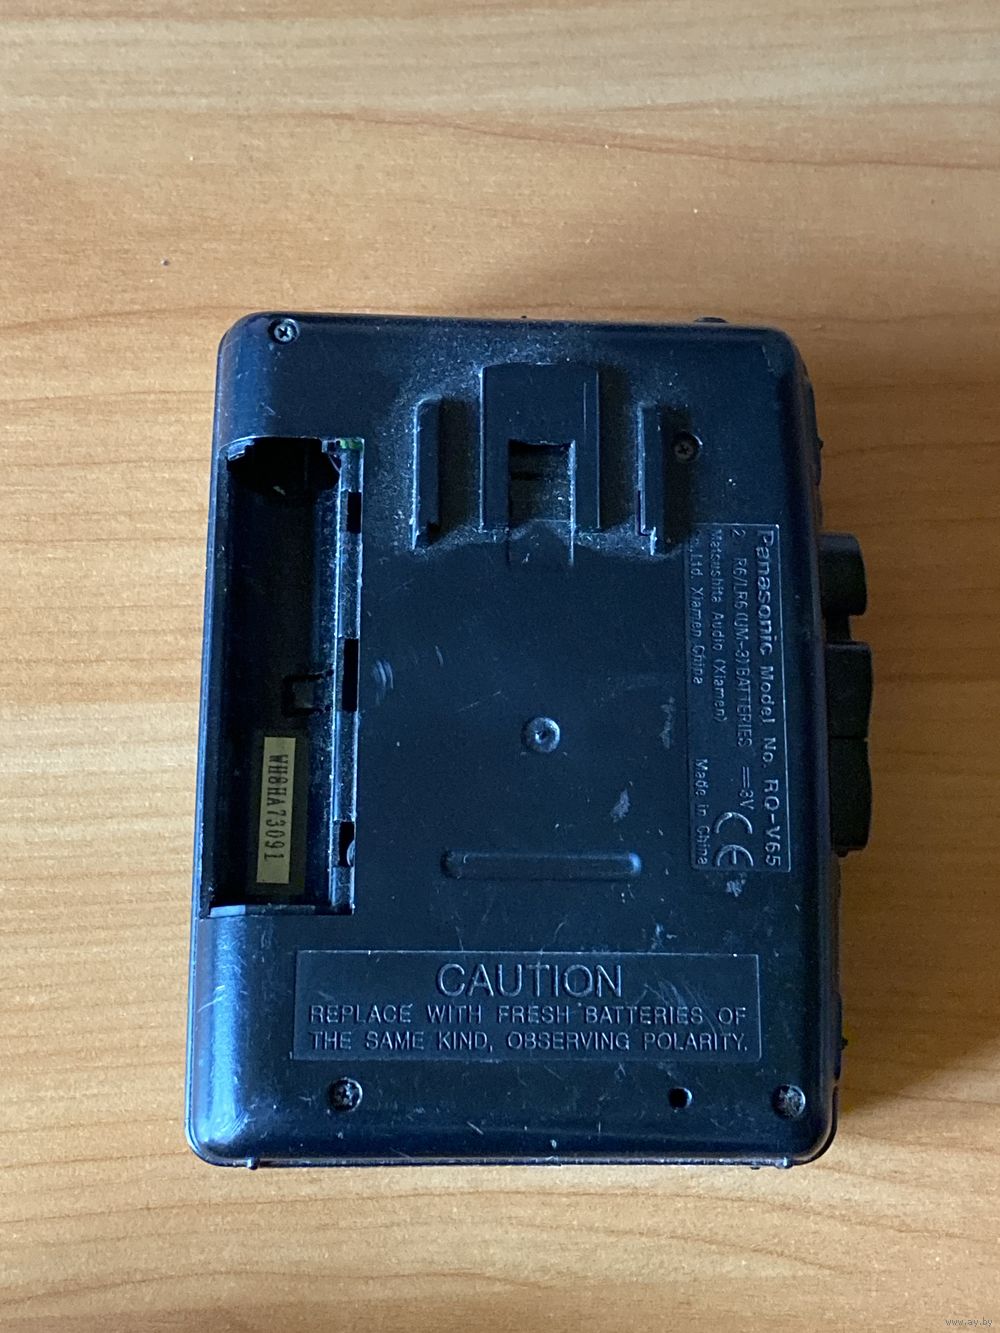 Panasonic Model No. RQ-V65
2 R6/LR6 (UM-3) BATTERIES ⎓3V
Matsushita Audio (Xiamen)
Ltd. Xiamen China Made in China
CE
WH8HA73091
CAUTION
REPLACE WITH FRESH BATTERIES OF
THE SAME KIND, OBSERVING POLARITY.
www.ay.by